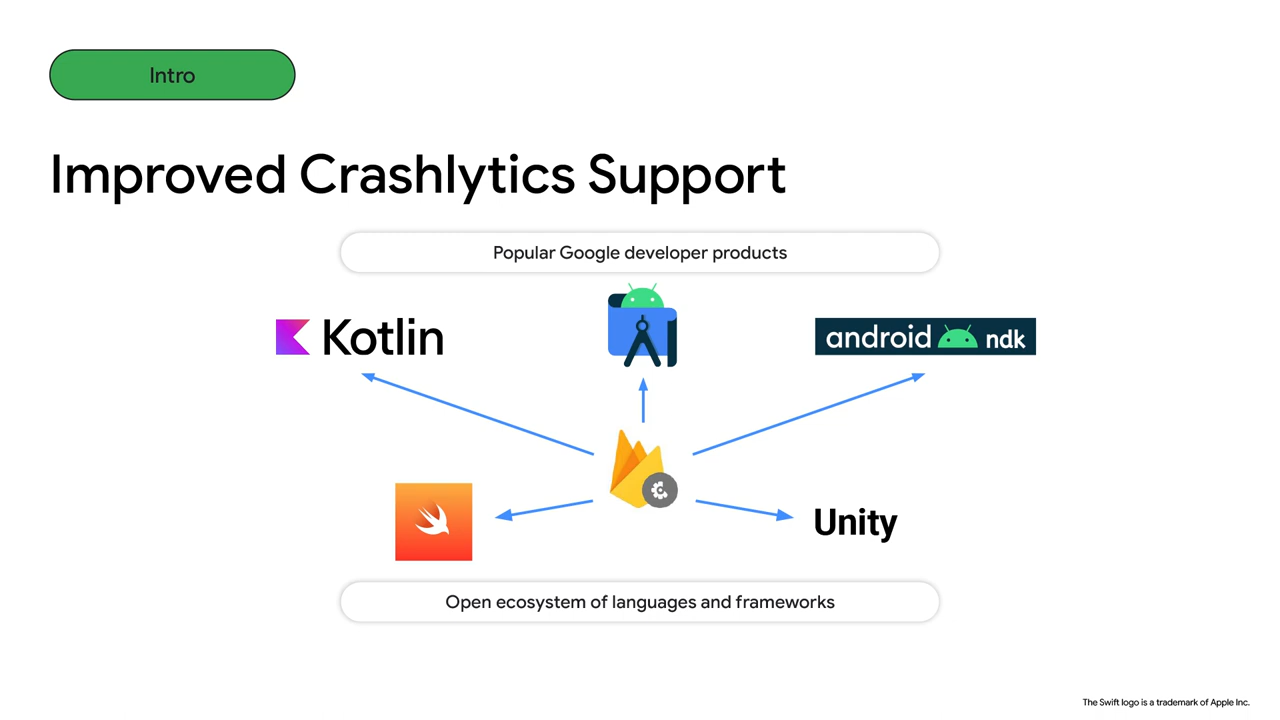 Intro
Improved Crashlytics Support
Popular Google developer products
Kotlin
android ndk
Unity
Open ecosystem of languages and frameworks
The Swift logo is a trademark of Apple Inc.